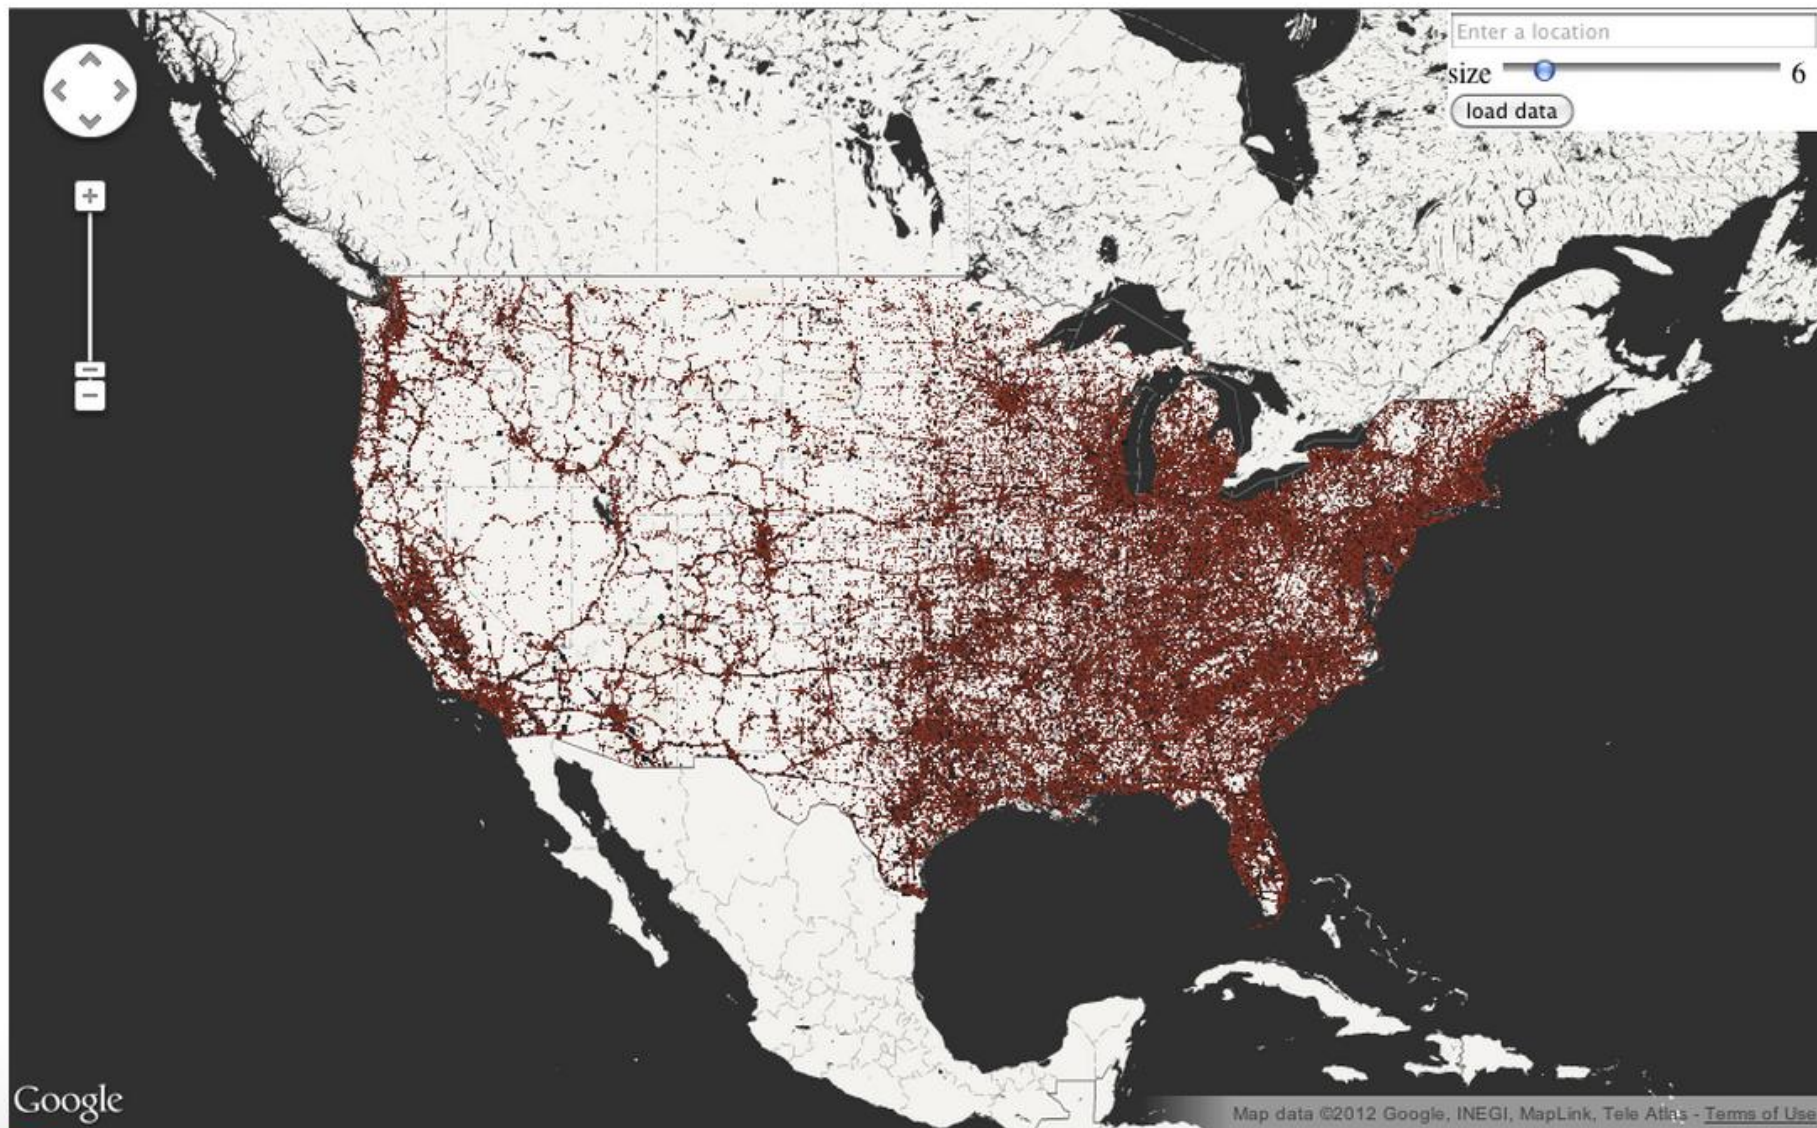 Enter a location
size 6
load data
Google
Map data ©2012 Google, INEGI, MapLink, Tele Atlas - Terms of Use